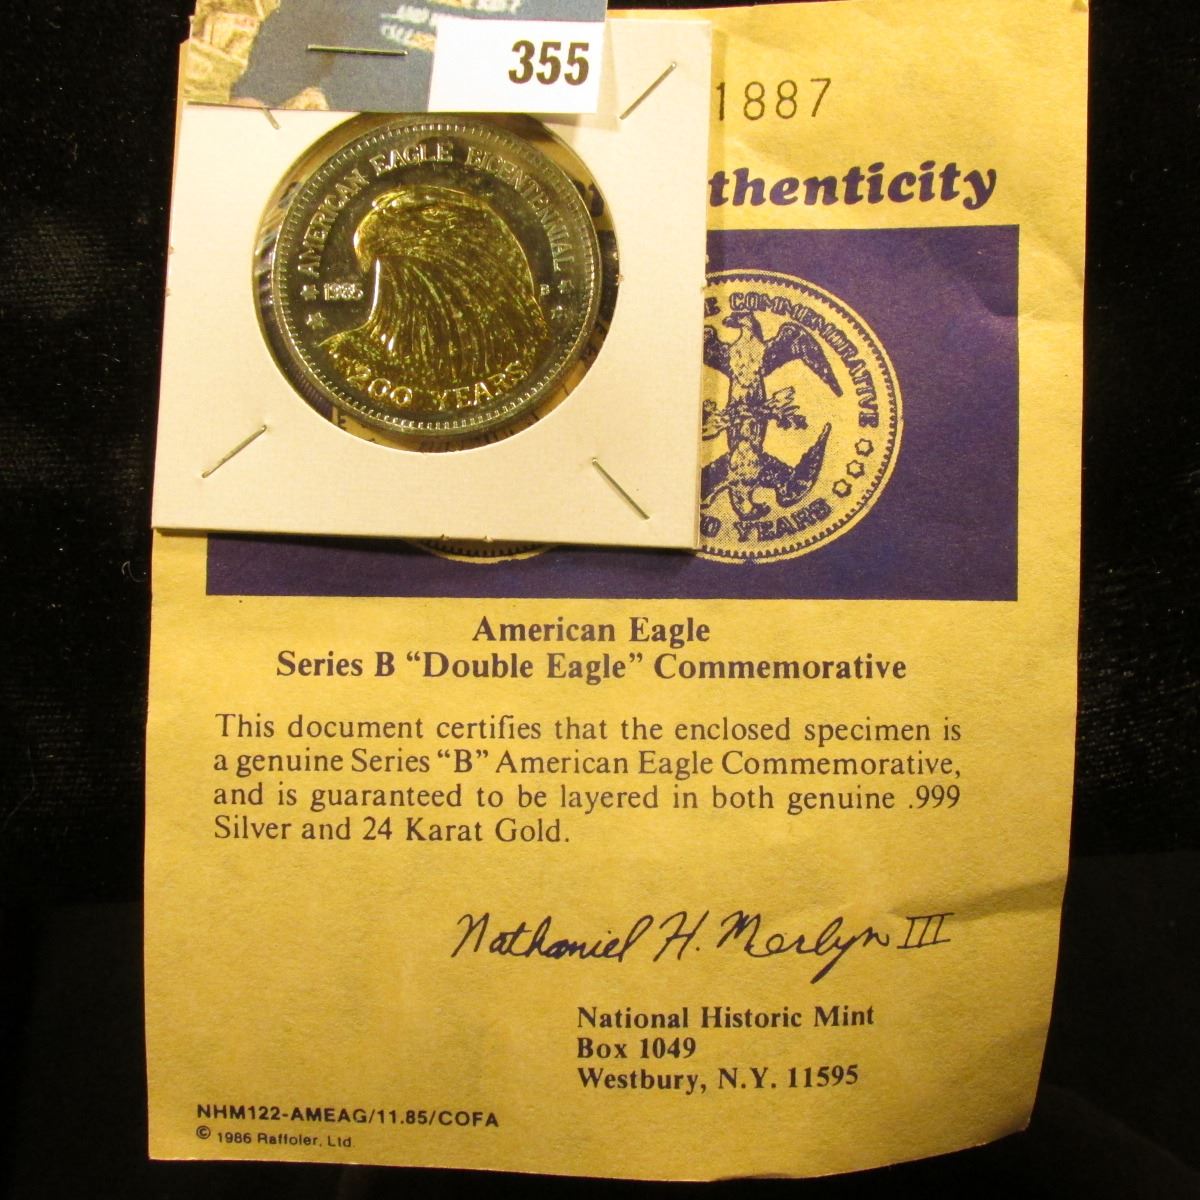 355
1887
thenticity
AMERICAN EAGLE BICENTENNIAL
1986
B
200 YEARS
COMMEMORATIVE
YEARS
American Eagle
Series B “Double Eagle” Commemorative
This document certifies that the enclosed specimen is
a genuine Series “B” American Eagle Commemorative,
and is guaranteed to be layered in both genuine .999
Silver and 24 Karat Gold.
Nathaniel H. Merlyn III
National Historic Mint
Box 1049
Westbury, N.Y. 11595
NHM122-AMEAG/11.85/COFA
© 1986 Raffoler, Ltd.